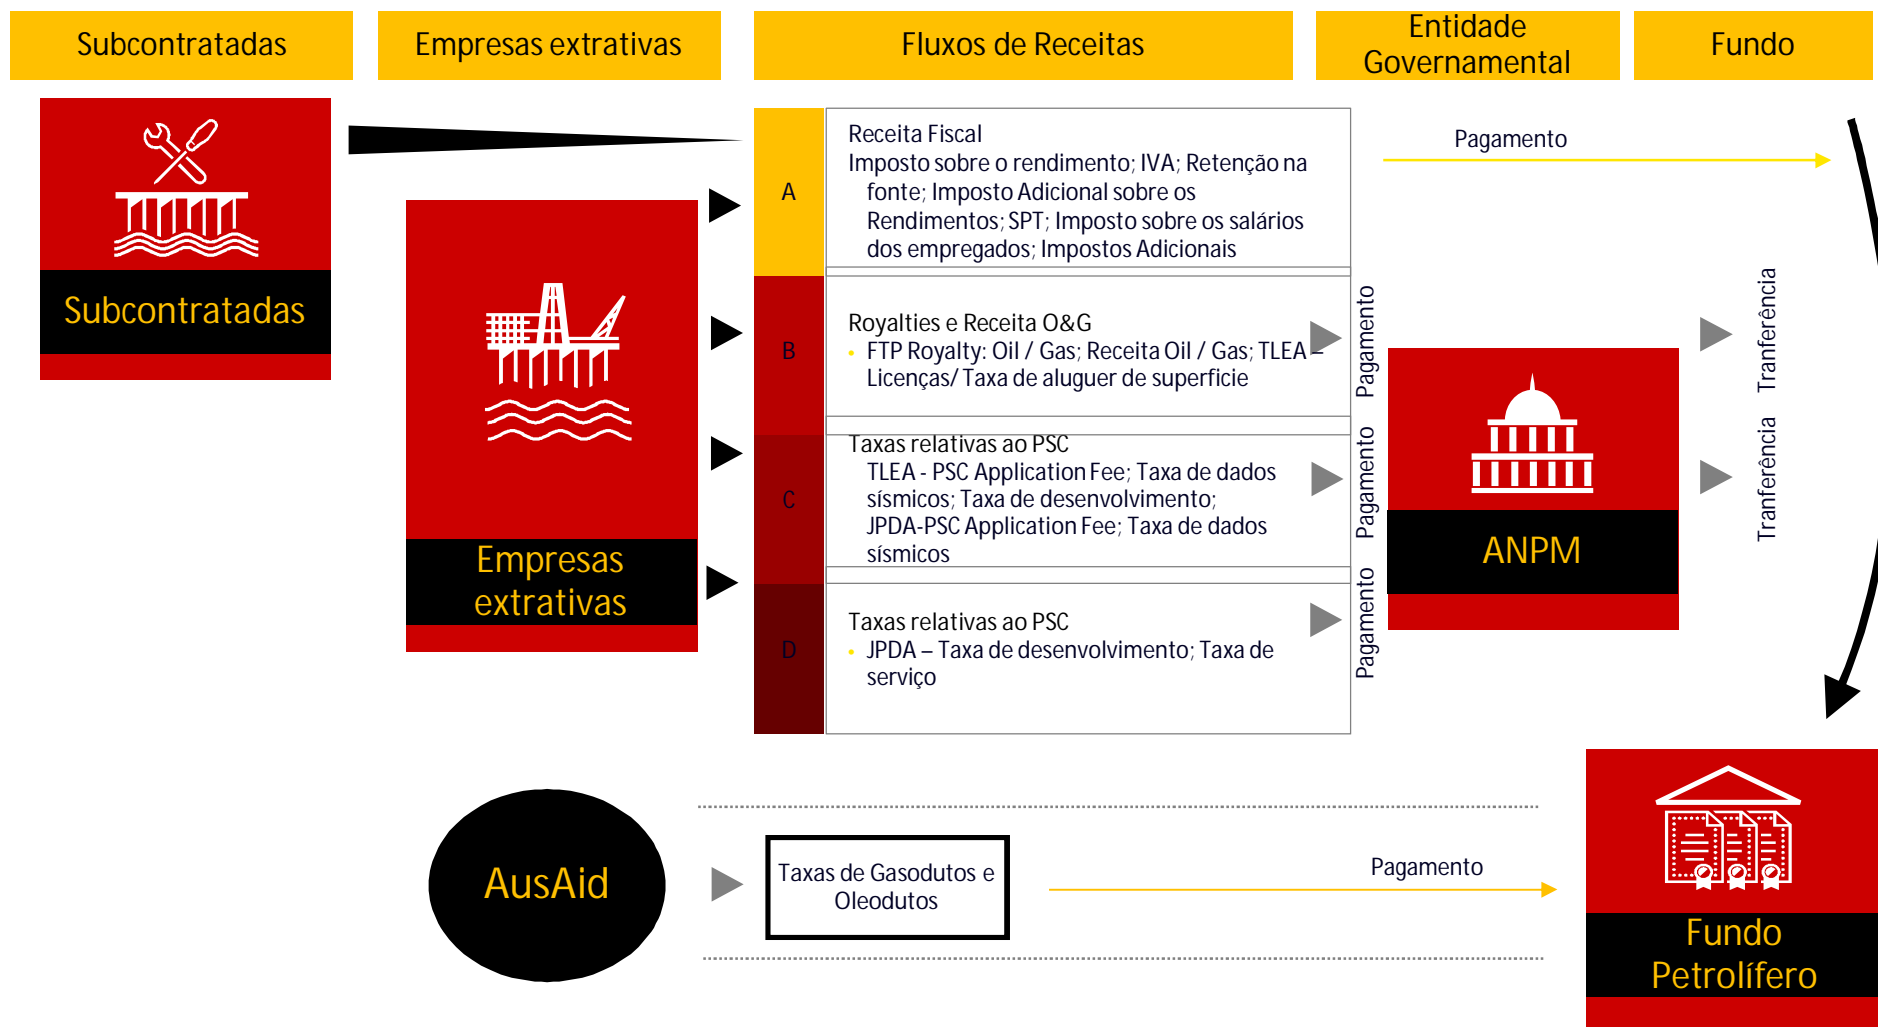 Subcontratadas
Empresas extrativas
Fluxos de Receitas
Entidade
Governamental
Fundo
Subcontratadas
Empresas
extrativas
A
Receita Fiscal
Imposto sobre o rendimento; IVA; Retenção na
fonte; Imposto Adicional sobre os
Rendimentos; SPT; Imposto sobre os salários
dos empregados; Impostos Adicionais
Pagamento
B
Royalties e Receita O&G
• FTP Royalty: Oil / Gas; Receita Oil / Gas; TLEA –
Licenças/ Taxa de aluguer de superficie
Pagamento
Tranferência
C
Taxas relativas ao PSC
TLEA - PSC Application Fee; Taxa de dados
sísmicos; Taxa de desenvolvimento;
JPDA-PSC Application Fee; Taxa de dados
sísmicos
Pagamento
Tranferência
ANPM
D
Taxas relativas ao PSC
• JPDA – Taxa de desenvolvimento; Taxa de
serviço
Pagamento
AusAid
Taxas de Gasodutos e
Oleodutos
Pagamento
Fundo
Petrolífero